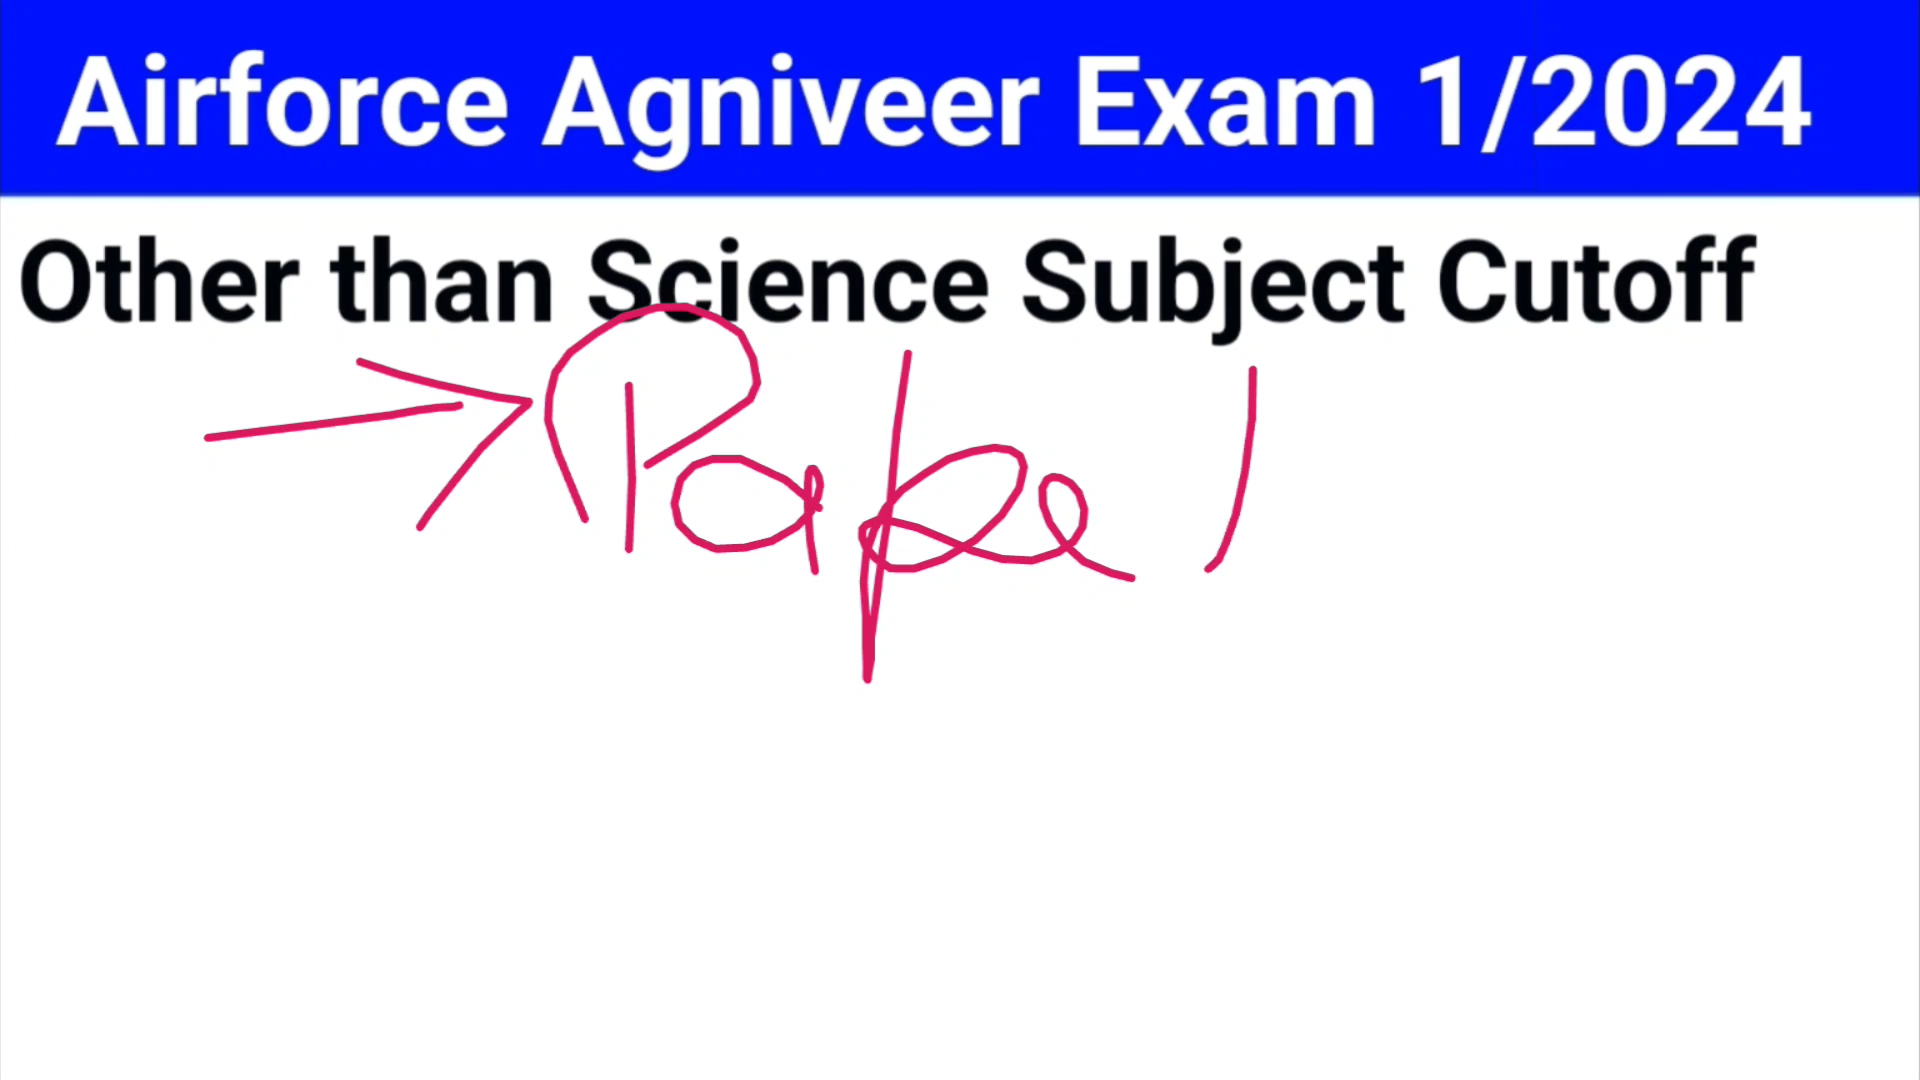 Airforce Agniveer Exam 1/2024
Other than Science Subject Cutoff
→ Paper 1